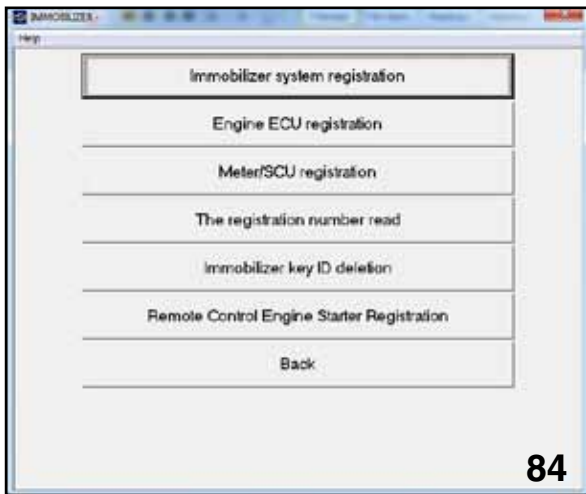 IMMOBILIZER-
Help
Immobilizer system registration
Engine ECU registration
Meter/SCU registration
The registration number read
Immobilizer key ID deletion
Remote Control Engine Starter Registration
Back
84